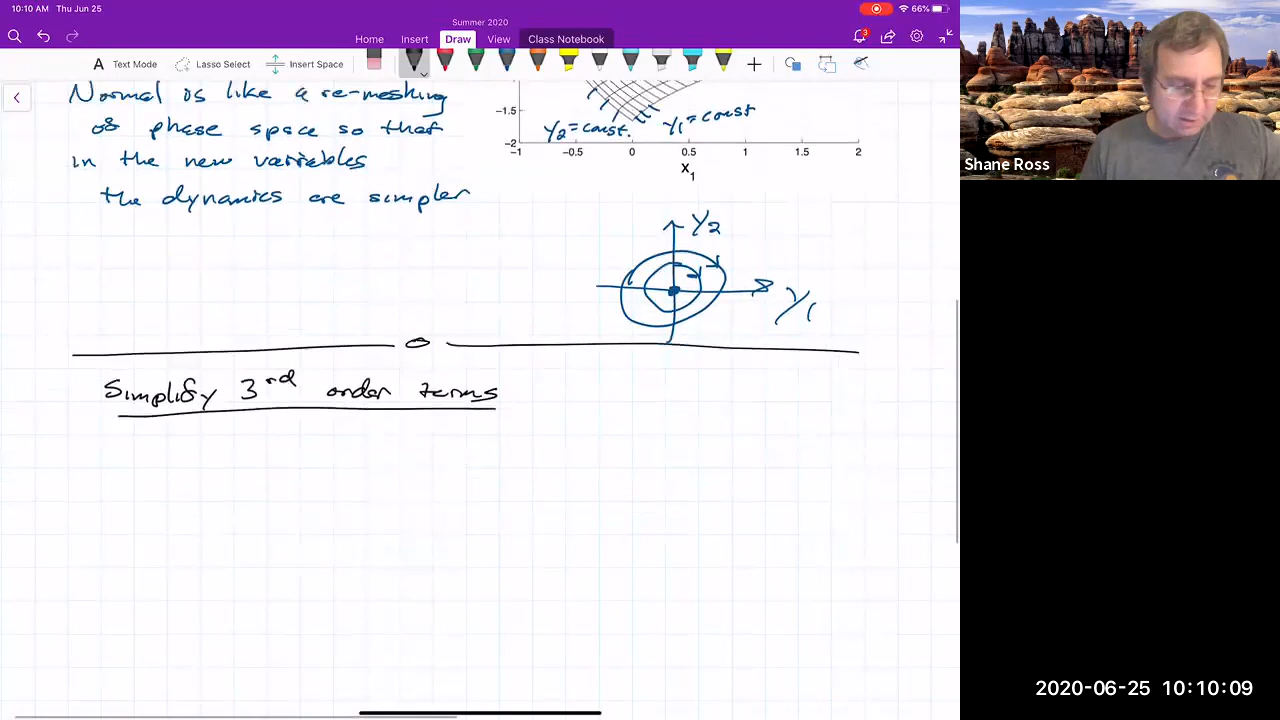 10:10 AM Thu Jun 25
66%
Summer 2020
Home Insert Draw View Class Notebook
3
A Text Mode Lasso Select Insert Space
Normal is like a re-meshing
of phase space so that
in the new variables
the dynamics are simpler
-1.5
y2=const. y1=const
-2
-1 -0.5 0 0.5 1 1.5 2
x1
y2
y1
Simplify 3rd order terms
Shane Ross
2020-06-25 10:10:09